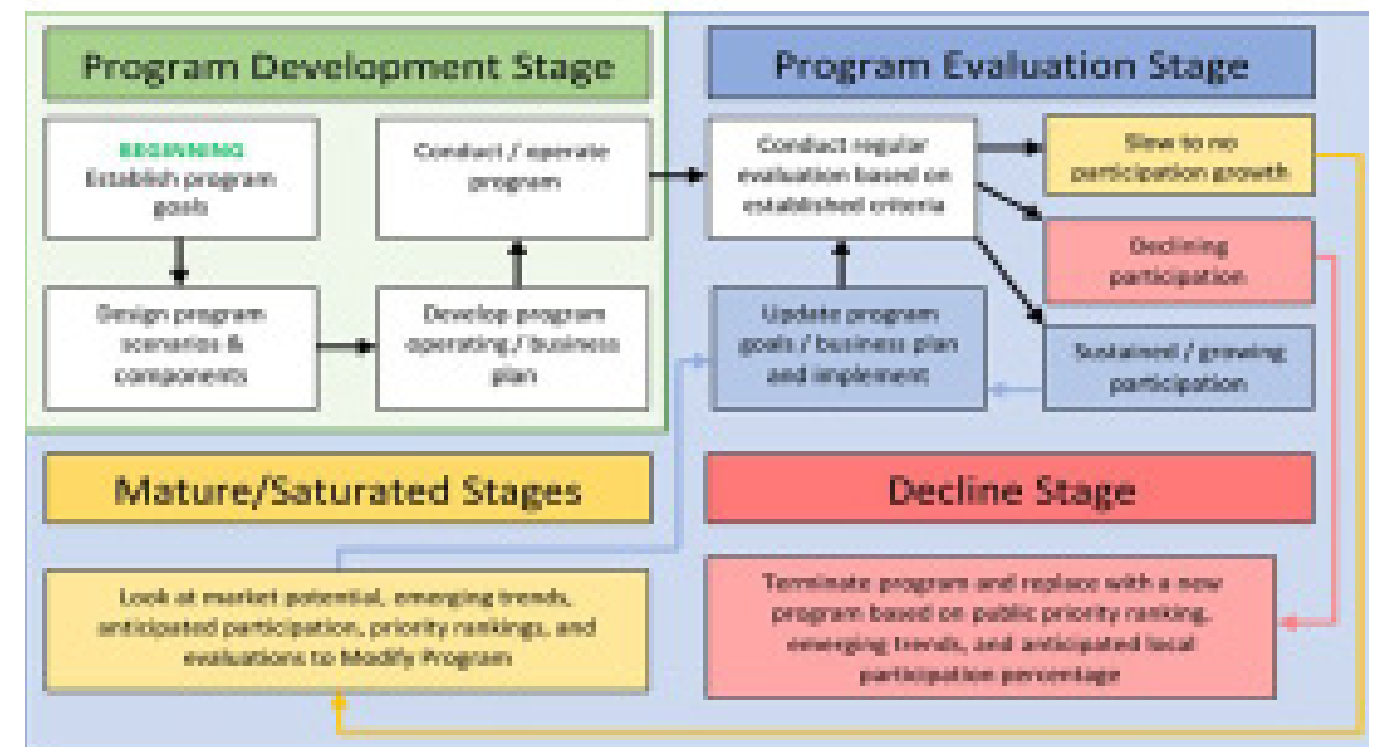 Program Development Stage
BEGINNING
Establish program
goals
Design program
scenarios &
components
Develop program
operating / business
plan
Conduct / operate
program
Program Evaluation Stage
Conduct regular
evaluation based on
established criteria
Slow to no
participation growth
Declining
participation
Sustained / growing
participation
Update program
goals / business plan
and implement
Mature/Saturated Stages
Look at market potential, emerging trends,
anticipated participation, priority rankings, and
evaluations to Modify Program
Decline Stage
Terminate program and replace with a new
program based on public priority ranking,
emerging trends, and anticipated local
participation percentage